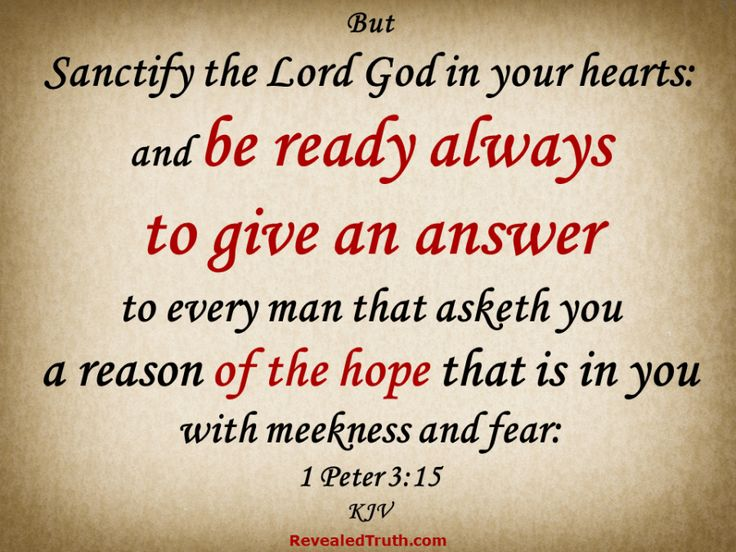 But
Sanctify the Lord God in your hearts:
and be ready always
to give an answer
to every man that asketh you
a reason of the hope that is in you
with meekness and fear:
1 Peter 3:15
KJV
RevealedTruth.com